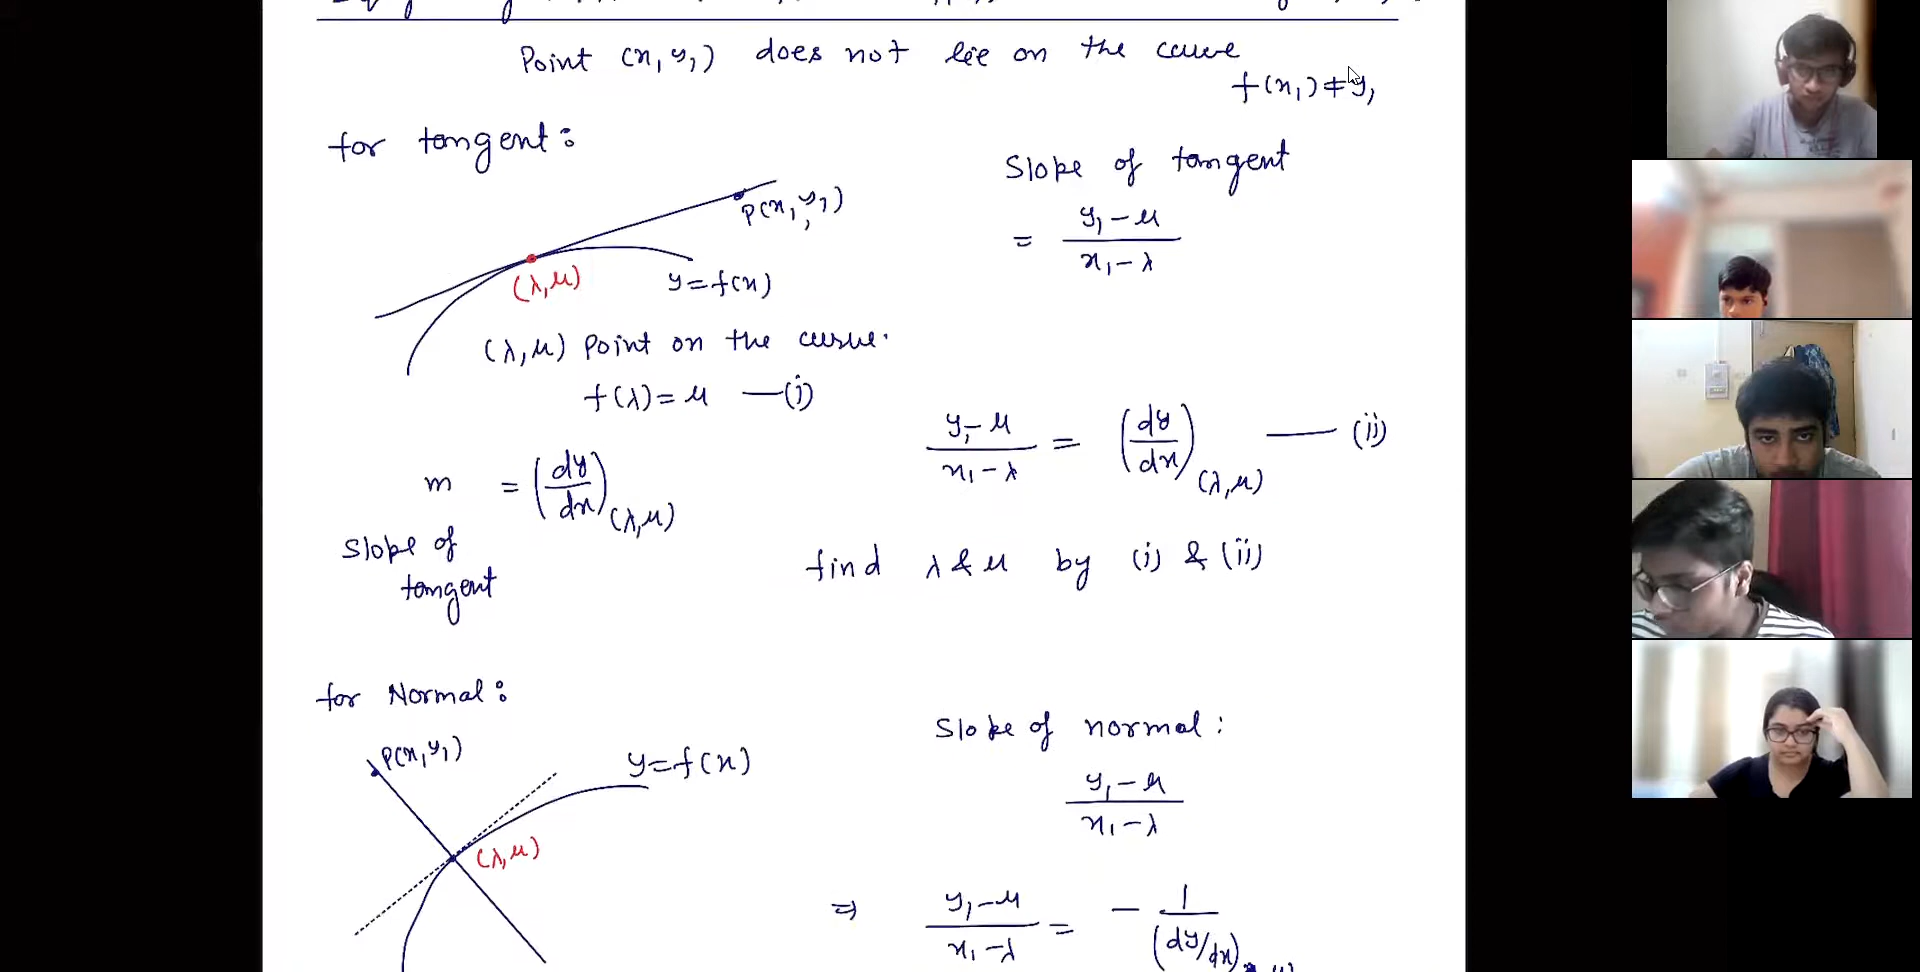 Point (x₁ y₁) does not lie on the curve
f(x₁) ≠ y₁
for tangent:
P(x₁, y₁)
(λ, μ)
y = f(x)
(λ, μ) Point on the curve.
f(λ) = μ —(i)
m = (dy/dx)(λ, μ)
Slope of
tangent
Slope of tangent
= (y₁ - μ)/(x₁ - λ)
(y₁ - μ)/(x₁ - λ) = (dy/dx)(λ, μ) — (ii)
find λ & μ by (i) & (ii)
for Normal:
P(x₁ y₁)
y = f(x)
(λ, μ)
Slope of normal:
(y₁ - μ)/(x₁ - λ)
⇒ (y₁ - μ)/(x₁ - λ) = - 1/(dy/dx)